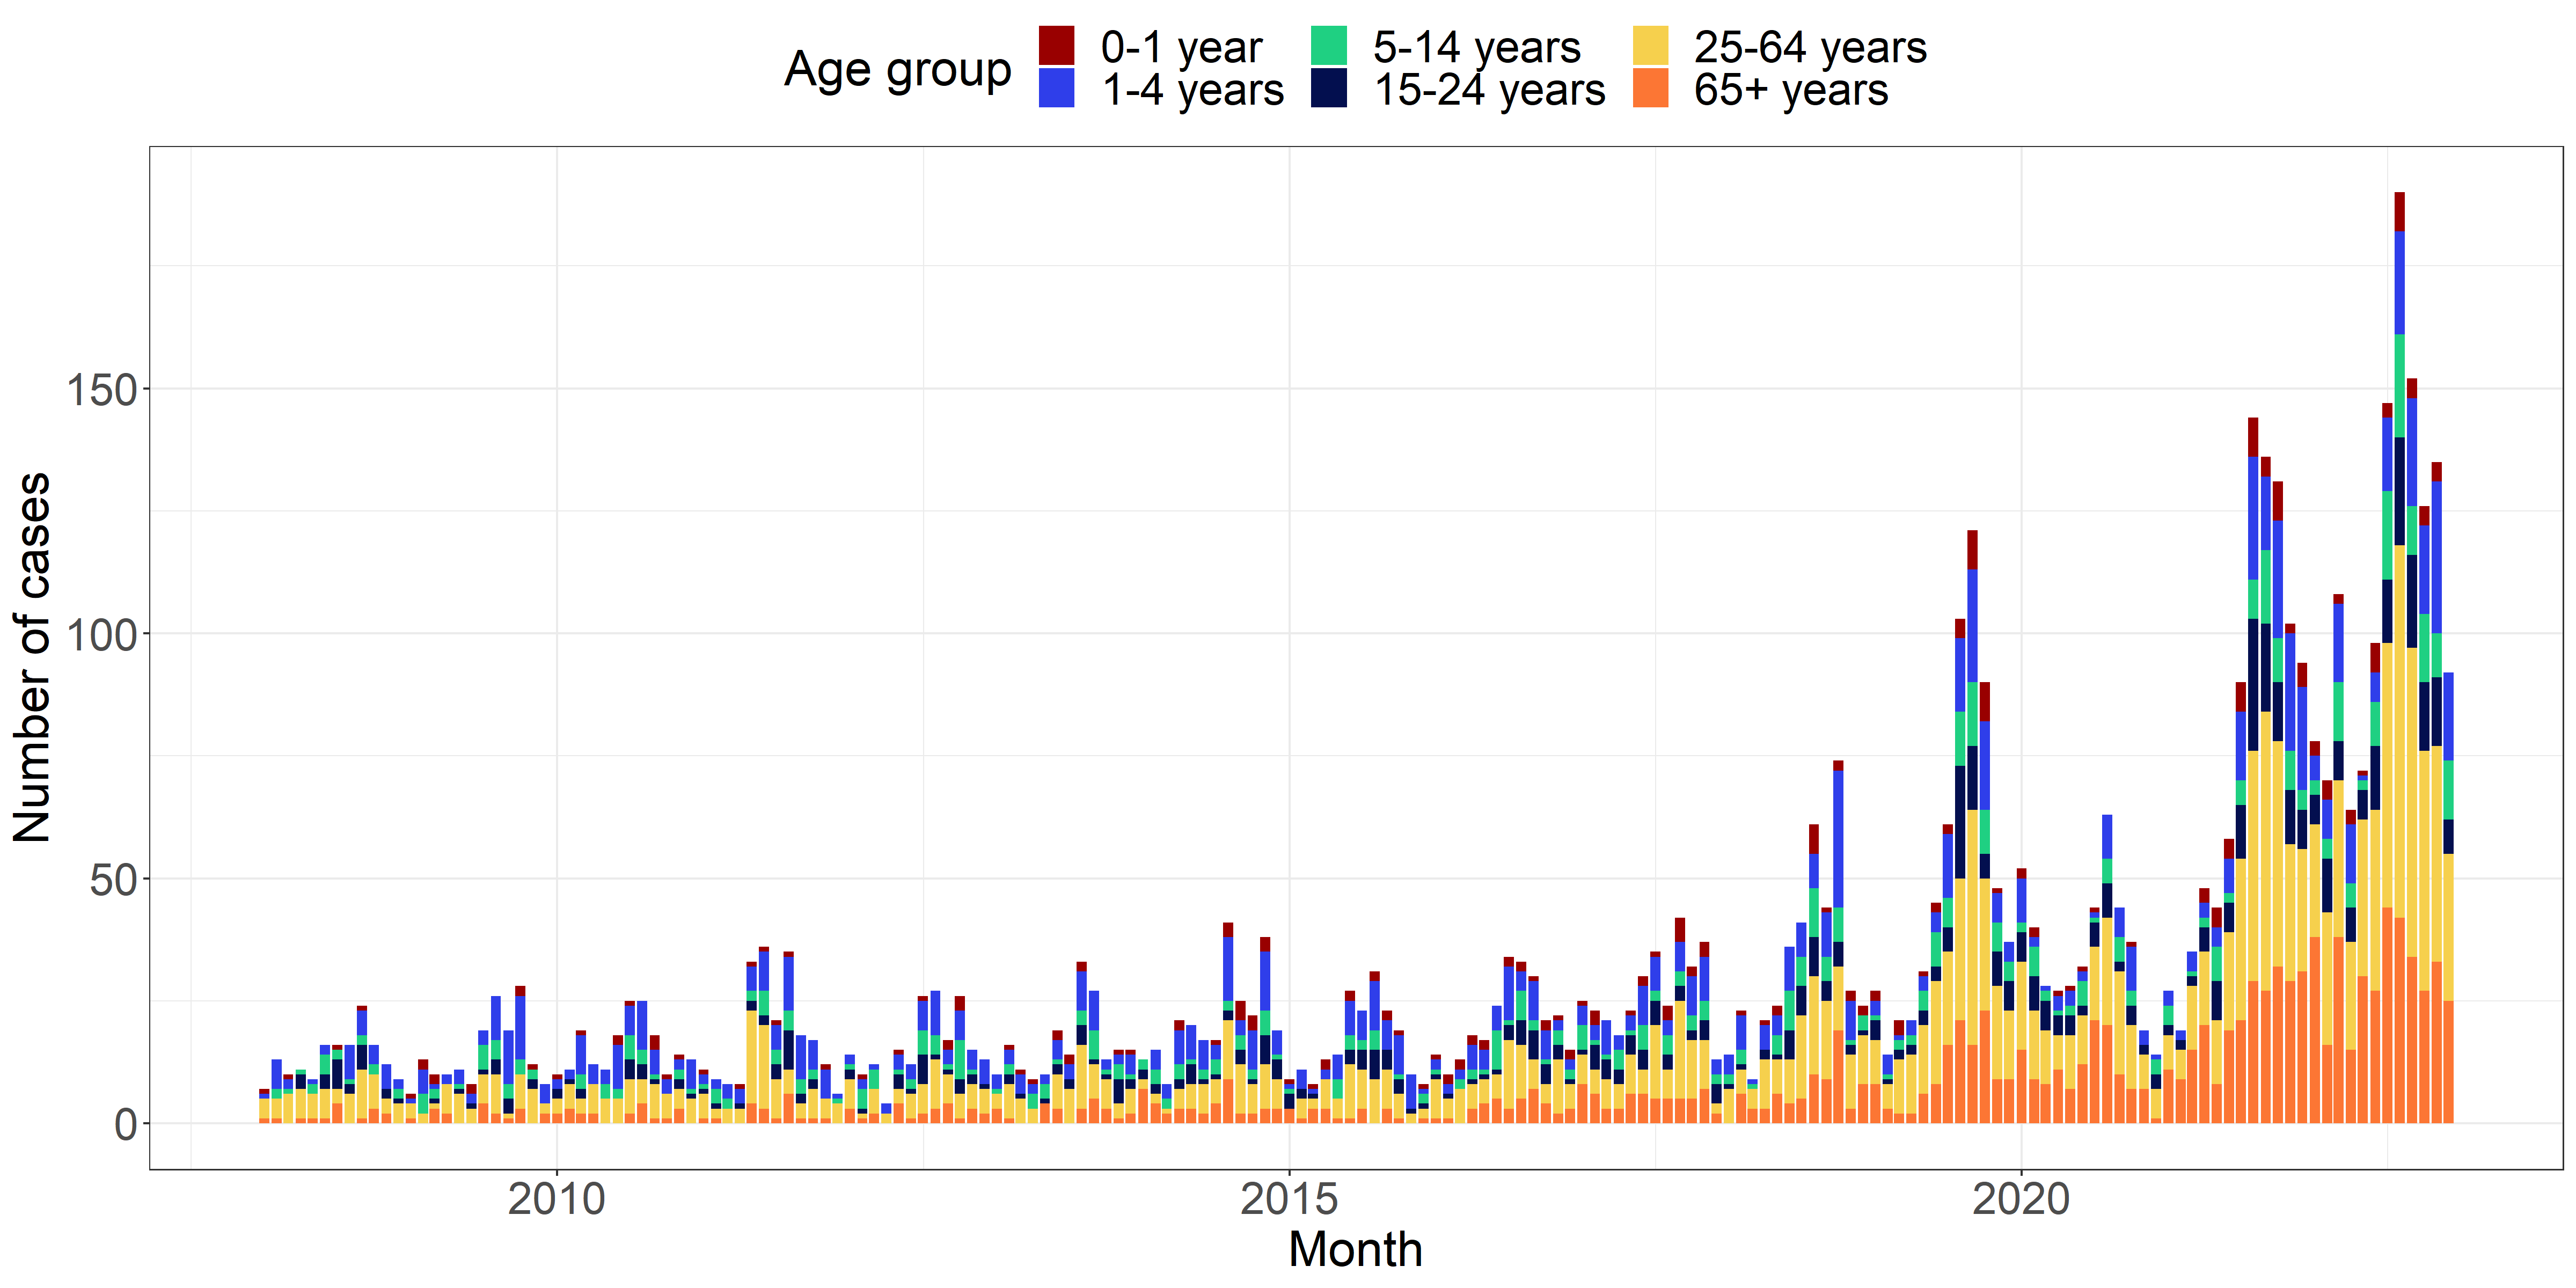 Age group
0-1 year 5-14 years 25-64 years
1-4 years 15-24 years 65+ years
Number of cases
150
100
50
0
2010 2015 2020
Month